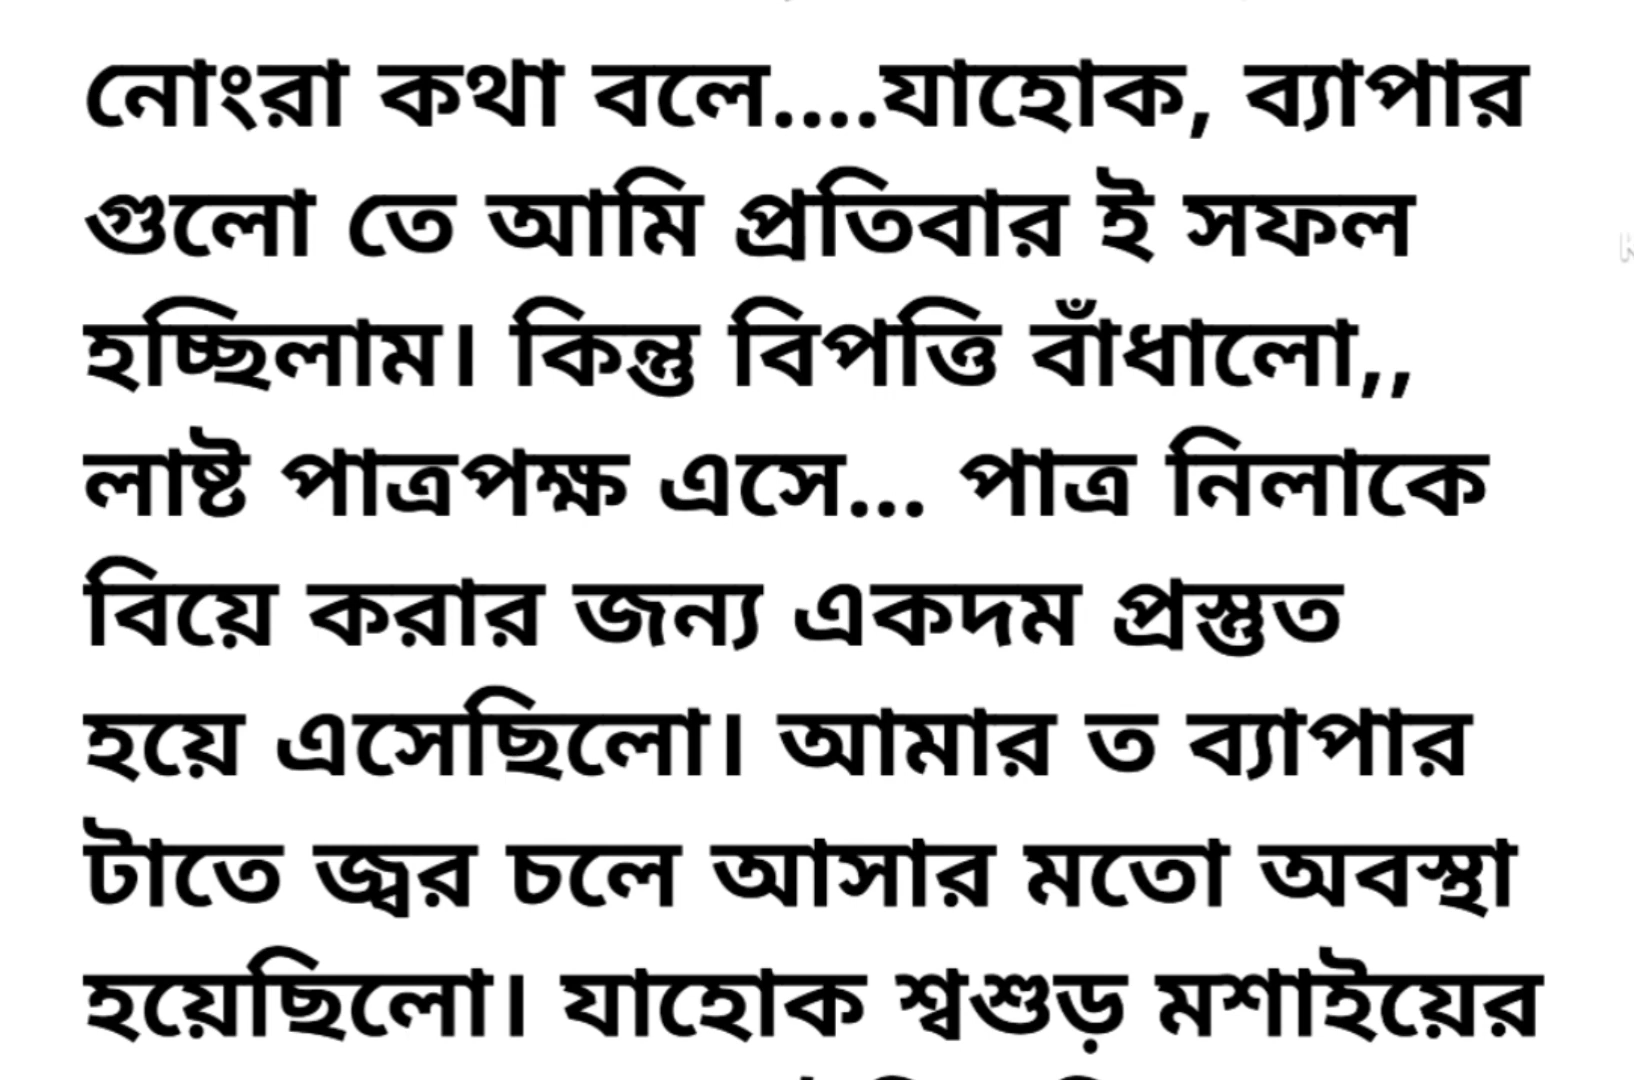 নোংরা কথা বলে....যাহোক, ব্যাপার
গুলো তে আমি প্রতিবার ই সফল
হচ্ছিলাম। কিন্তু বিপত্তি বাঁধালো,,
লাষ্ট পাত্রপক্ষ এসে... পাত্র নিলাকে
বিয়ে করার জন্য একদম প্রস্তুত
হয়ে এসেছিলো। আমার ত ব্যাপার
টাতে জ্বর চলে আসার মতো অবস্থা
হয়েছিলো। যাহোক শ্বশুড় মশাইয়ের